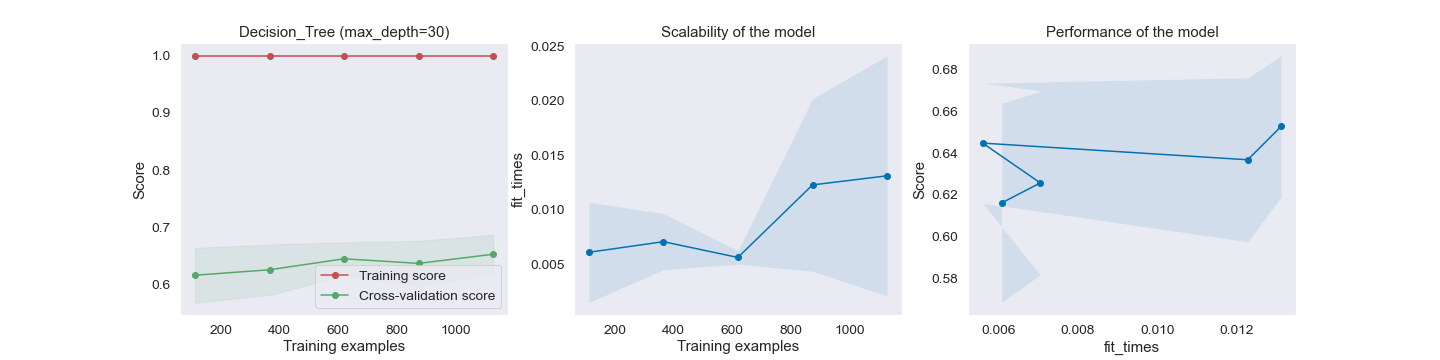 Decision_Tree (max_depth=30)
1.0
0.9
0.8
0.7
0.6
Score
200
400
600
800
1000
Training examples
Training score
Cross-validation score
Scalability of the model
0.025
0.020
0.015
0.010
0.005
fit_times
200
400
600
800
1000
Training examples
Performance of the model
0.68
0.66
0.64
0.62
0.60
0.58
Score
0.006
0.008
0.010
0.012
fit_times